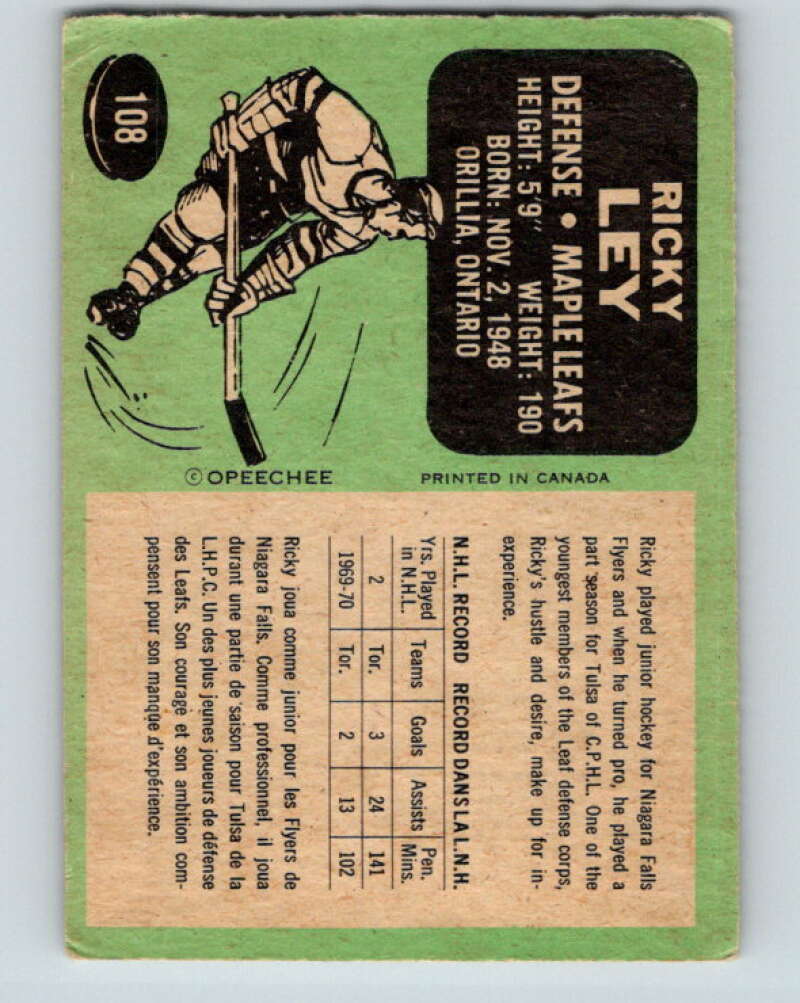 108
RICKY
LEY
DEFENSE • MAPLE LEAFS
HEIGHT: 5'9" WEIGHT: 190
BORN: NOV. 2, 1948
ORILLIA, ONTARIO
© OPEECHEE
PRINTED IN CANADA
Ricky played junior hockey for Niagara Falls
Flyers and when he turned pro, he played a
part season for Tulsa of C.P.H.L. One of the
youngest members of the Leaf defense corps,
Ricky's hustle and desire, make up for in-
experience.
N.H.L. RECORD RECORD DANS LA L.N.H.
Yrs. Played in N.H.L. Teams Goals Assists Pen. Mins.
2 Tor. 3 24 141
1969-70 Tor. 2 13 102
Ricky joua comme junior pour les Flyers de
Niagara Falls. Comme professionnel, il joua
durant une partie de saison pour Tulsa de la
L.H.P.C. Un des plus jeunes joueurs de défense
des Leafs. Son courage et son ambition com-
pensent pour son manque d'expérience.